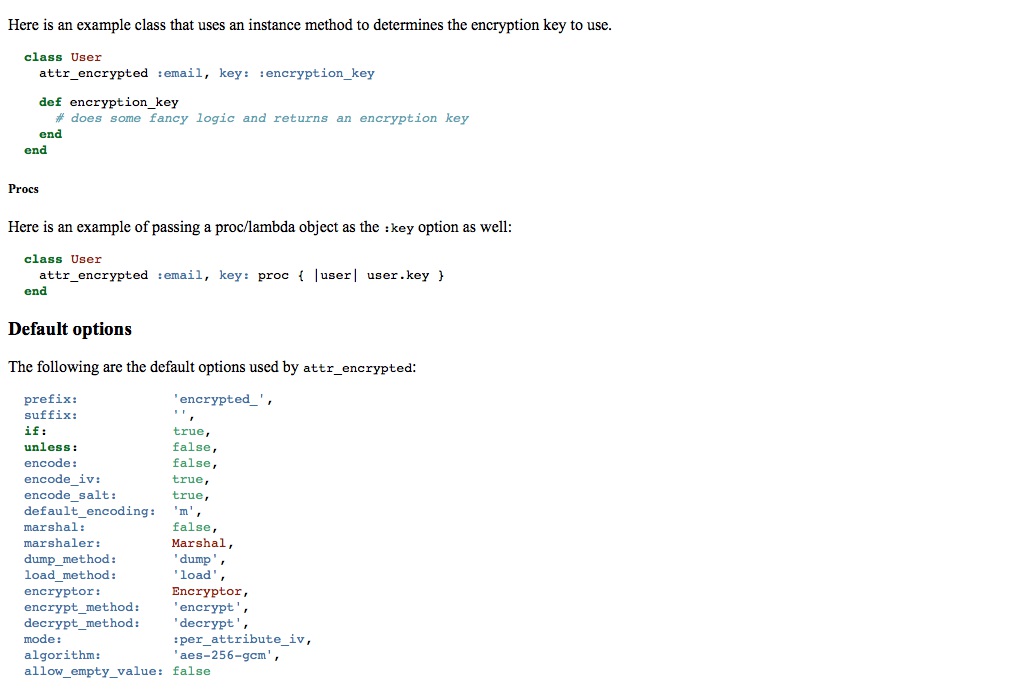 Here is an example class that uses an instance method to determines the encryption key to use.
class User
  attr_encrypted :email, key: :encryption_key
  def encryption_key
    # does some fancy logic and returns an encryption key
  end
end
Procs
Here is an example of passing a proc/lambda object as the :key option as well:
class User
  attr_encrypted :email, key: proc { |user| user.key }
end
Default options
The following are the default options used by attr_encrypted:
prefix:            'encrypted_',
suffix:            '',
if:                true,
unless:            false,
encode:            false,
encode_iv:         true,
encode_salt:       true,
default_encoding:  'm',
marshal:           false,
marshaler:         Marshal,
dump_method:       'dump',
load_method:       'load',
encryptor:         Encryptor,
encrypt_method:    'encrypt',
decrypt_method:    'decrypt',
mode:              :per_attribute_iv,
algorithm:         'aes-256-gcm',
allow_empty_value: false